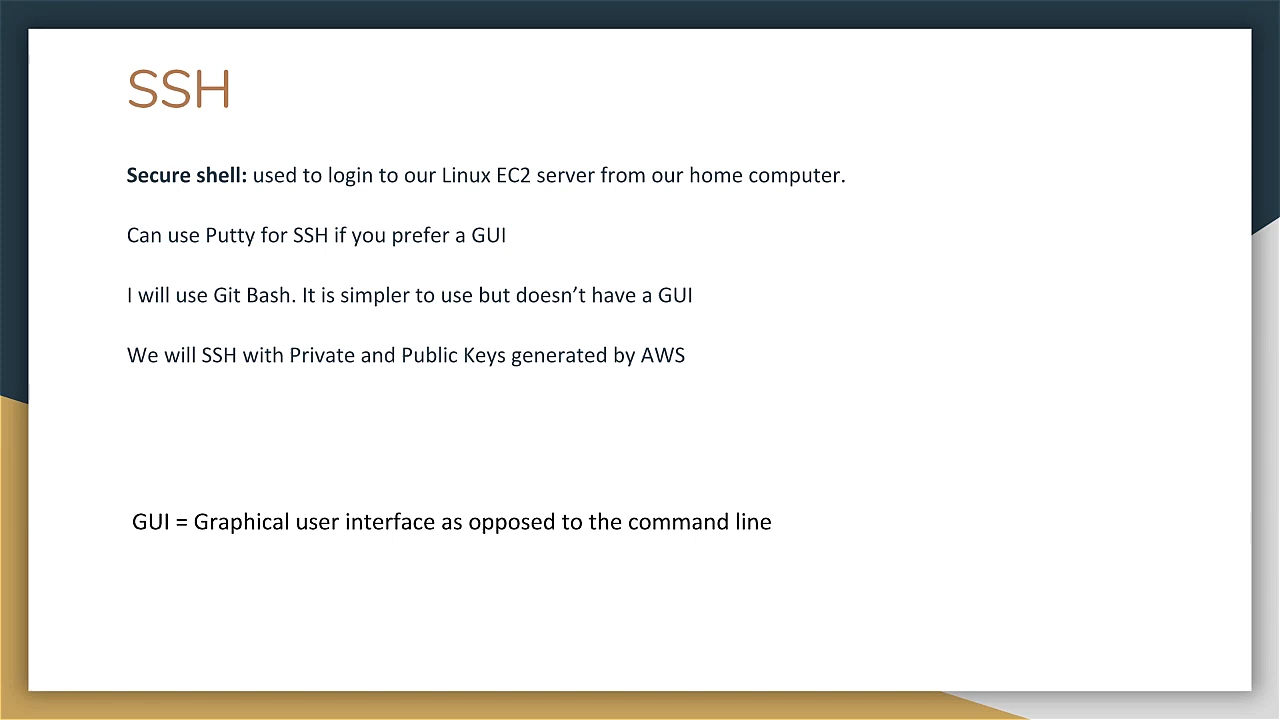 SSH
Secure shell: used to login to our Linux EC2 server from our home computer.
Can use Putty for SSH if you prefer a GUI
I will use Git Bash. It is simpler to use but doesn’t have a GUI
We will SSH with Private and Public Keys generated by AWS
GUI = Graphical user interface as opposed to the command line